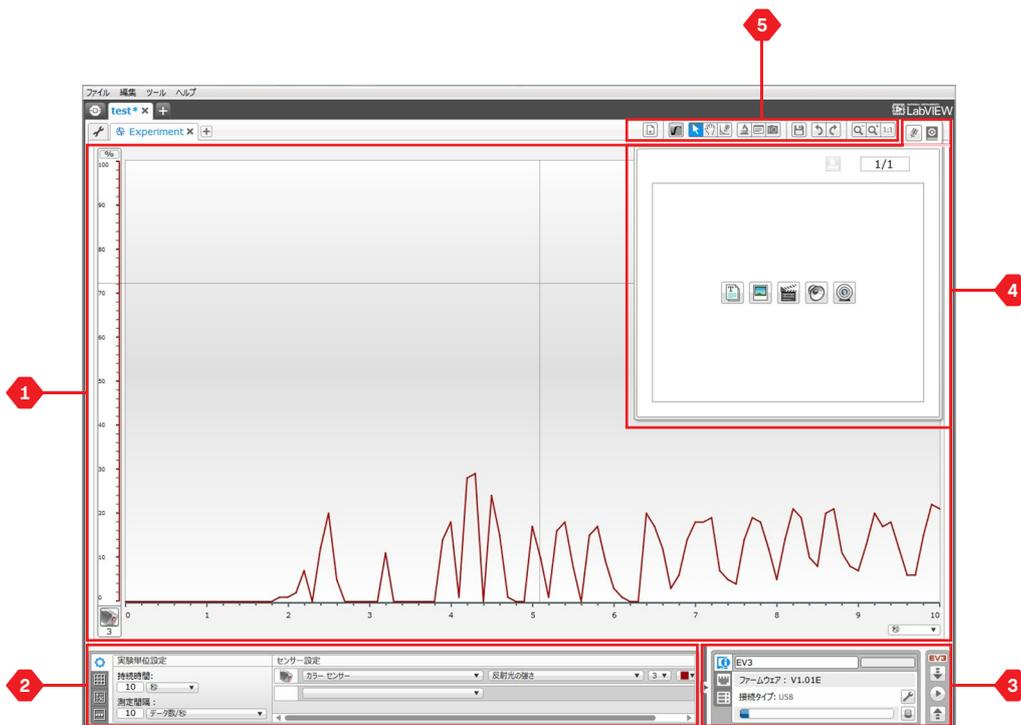 5
ファイル 編集 ツール ヘルプ
test*
LabVIEW
Experiment
1:1
%
1/1
100
90
80
70
60
50
40
30
20
10
0
0 1 2 3 4 5 6 7 8 9 10
秒
3
1
4
2
3
実験単位設定
持続時間:
10 秒
測定間隔:
10 データ数/秒
センサー設定
カラー センサー 反射光の強さ 3
EV3
ファームウェア: V1.01E
接続タイプ: USB
EV3